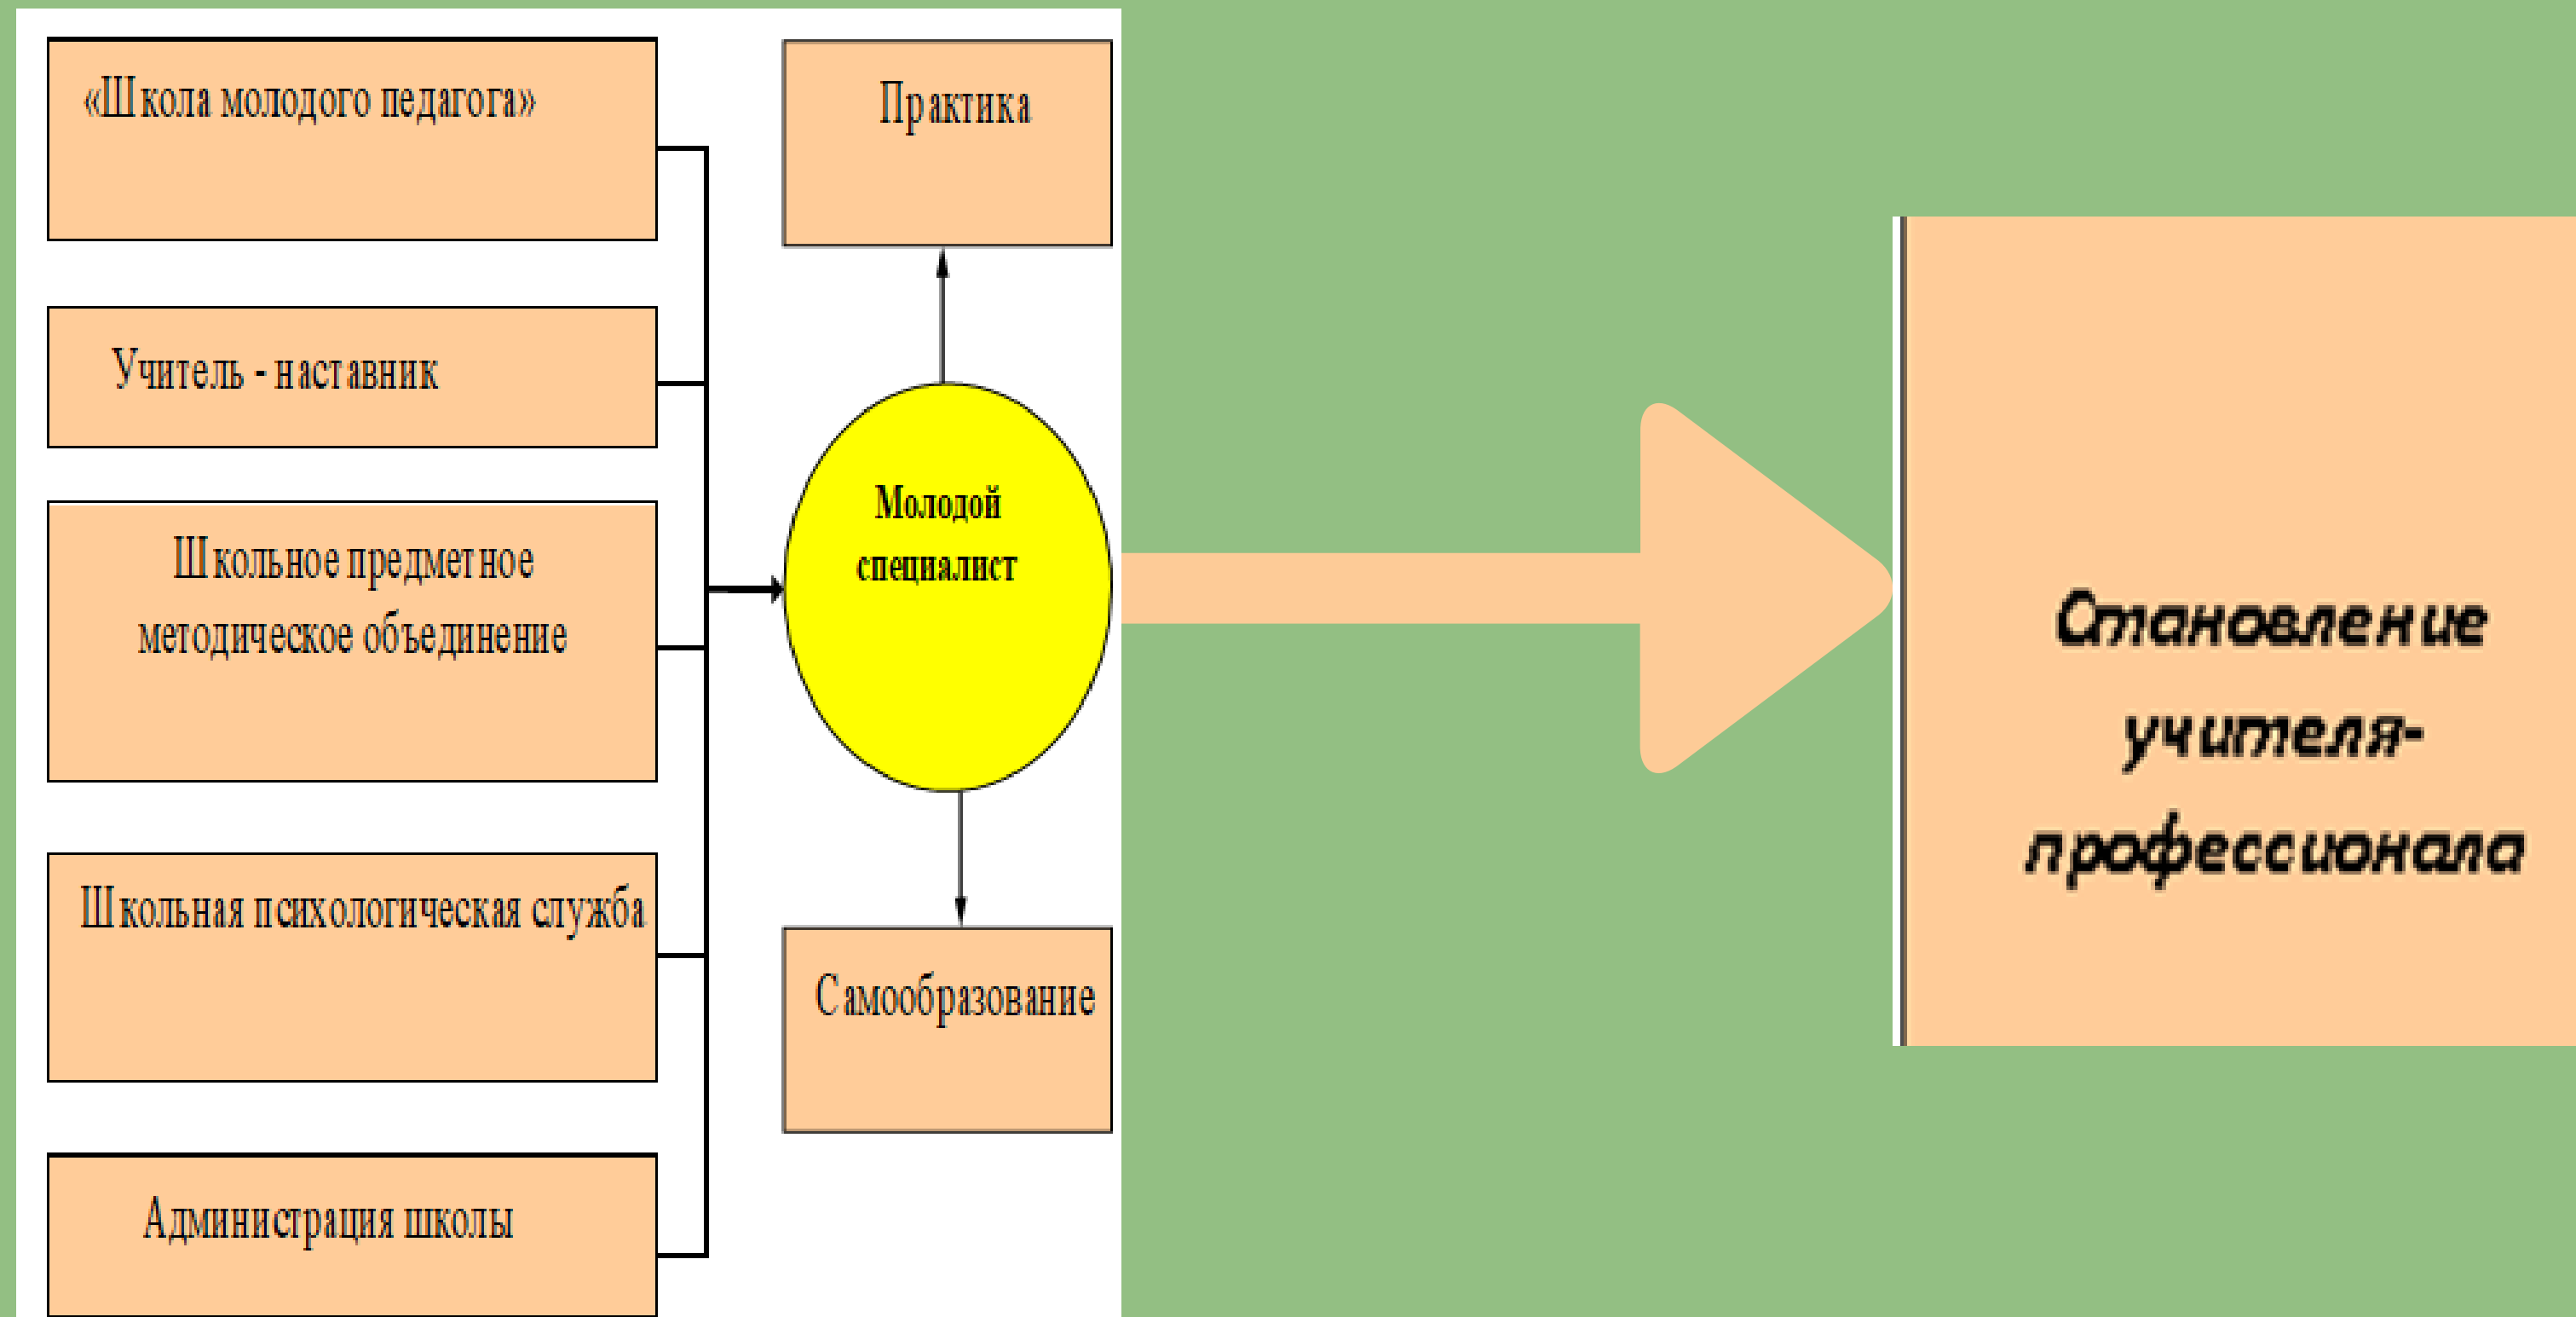 «Школа молодого педагога»
Учитель - наставник
Школьное предметное
методическое объединение
Школьная психологическая служба
Администрация школы
Практика
Молодой
специалист
Самообразование
Становление
учителя-
профессионала